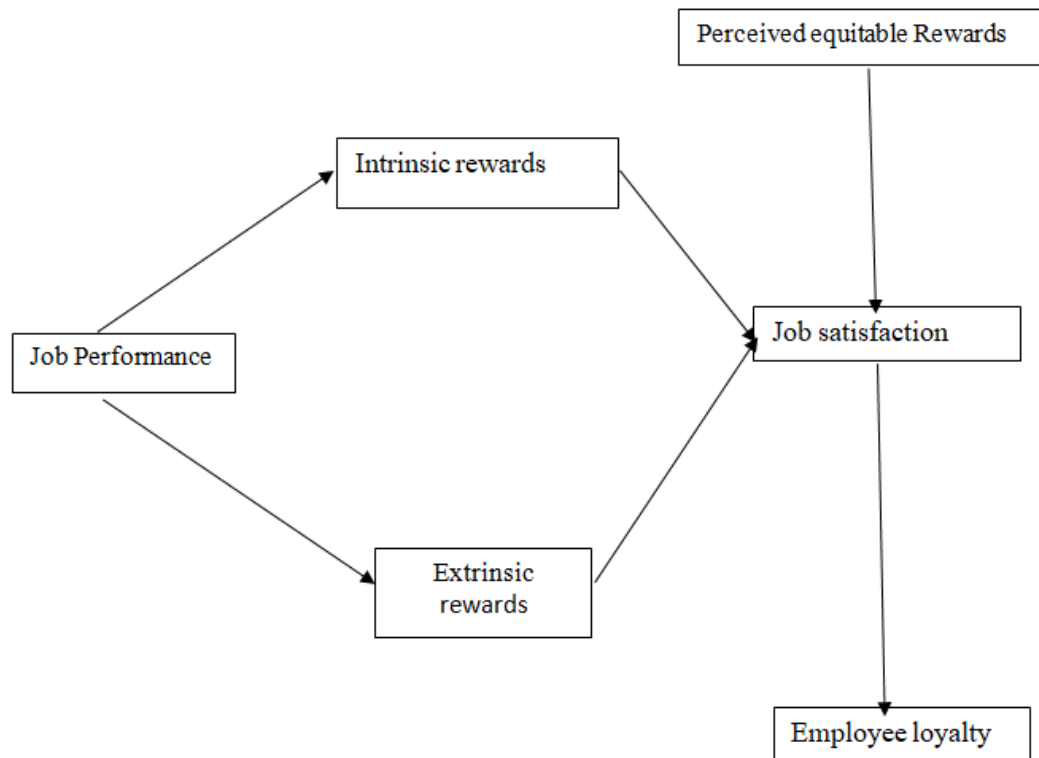 Perceived equitable Rewards
Intrinsic rewards
Job Performance
Job satisfaction
Extrinsic
rewards
Employee loyalty